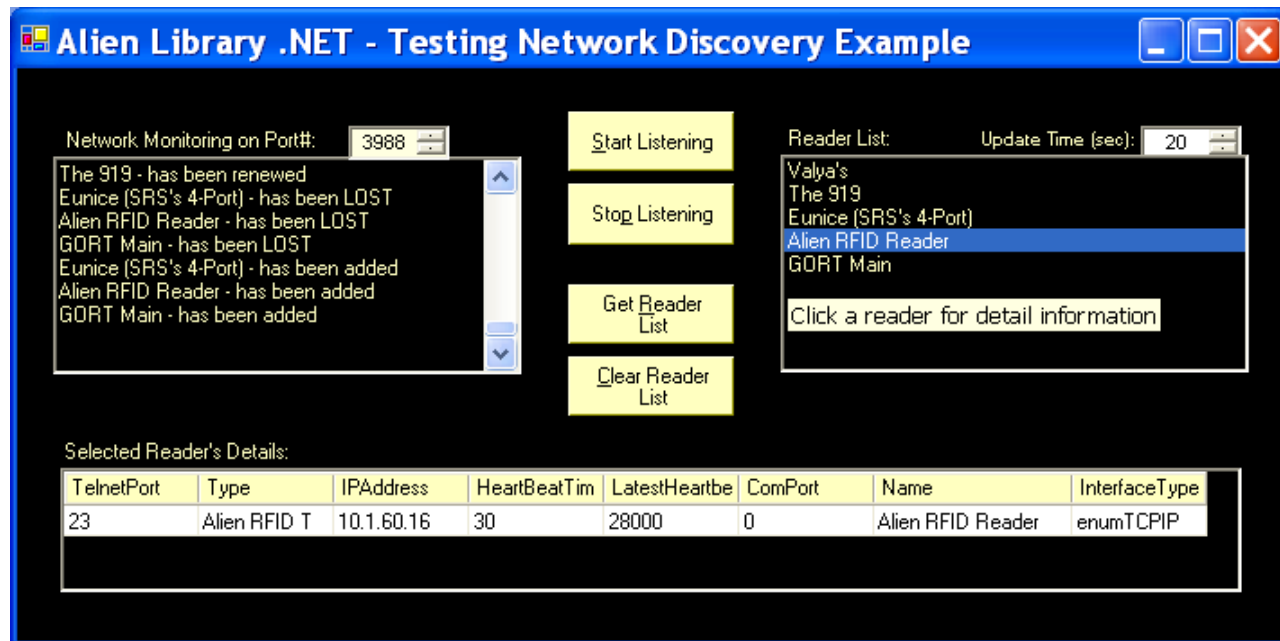 Alien Library .NET - Testing Network Discovery Example
Network Monitoring on Port#: 3988
The 919 - has been renewed
Eunice (SRS's 4-Port) - has been LOST
Alien RFID Reader - has been LOST
GORT Main - has been LOST
Eunice (SRS's 4-Port) - has been added
Alien RFID Reader - has been added
GORT Main - has been added
Start Listening
Stop Listening
Get Reader
List
Clear Reader
List
Reader List: Update Time (sec): 20
Valya's
The 919
Eunice (SRS's 4-Port)
Alien RFID Reader
GORT Main
Click a reader for detail information
Selected Reader's Details:
TelnetPort Type IPAddress HeartBeatTim LatestHeartbe ComPort Name InterfaceType
23 Alien RFID T 10.1.60.16 30 28000 0 Alien RFID Reader enumTCPIP